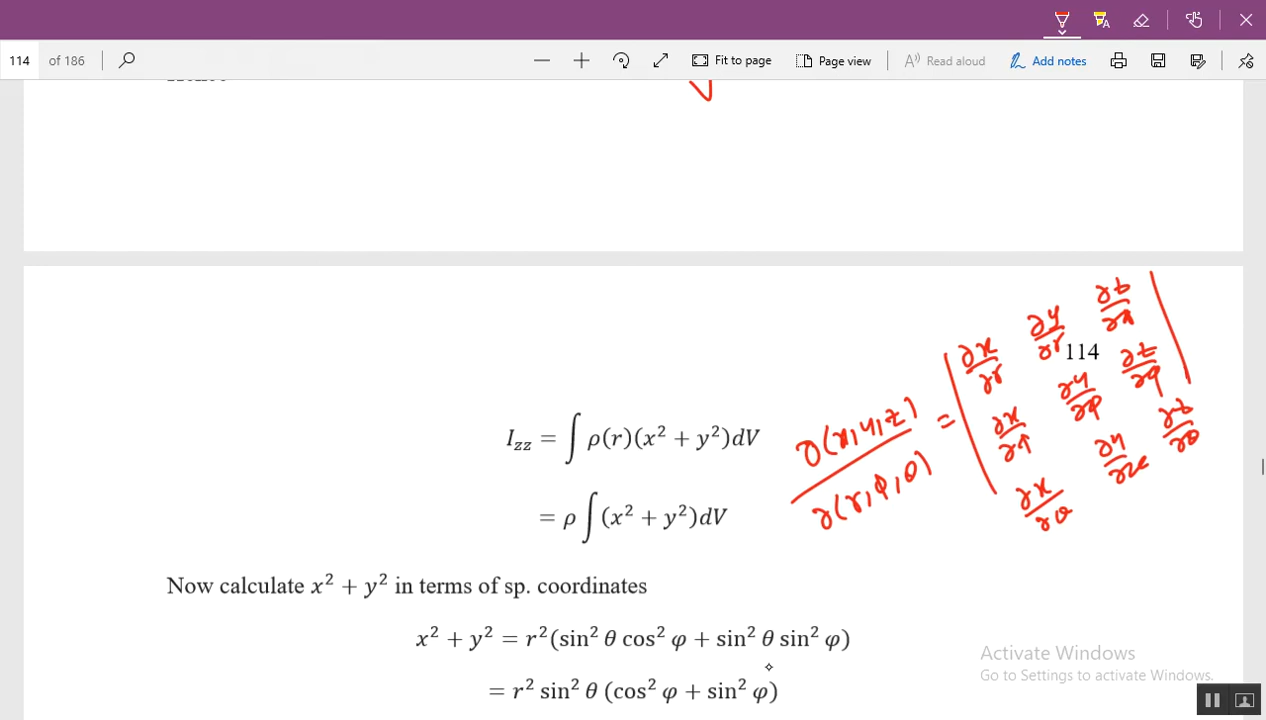 114 of 186 Fit to page Page view Read aloud Add notes
114
∂x/∂r ∂y/∂r ∂z/∂r
∂(x,y,z)/∂(r,φ,θ) = ∂x/∂φ ∂y/∂φ ∂z/∂φ
∂x/∂θ ∂z/∂θ
I_zz = ∫ ρ(r)(x² + y²)dV
= ρ ∫(x² + y²)dV
Now calculate x² + y² in terms of sp. coordinates
x² + y² = r²(sin² θ cos² φ + sin² θ sin² φ)
= r² sin² θ (cos² φ + sin² φ)
Activate Windows
Go to Settings to activate Windows.